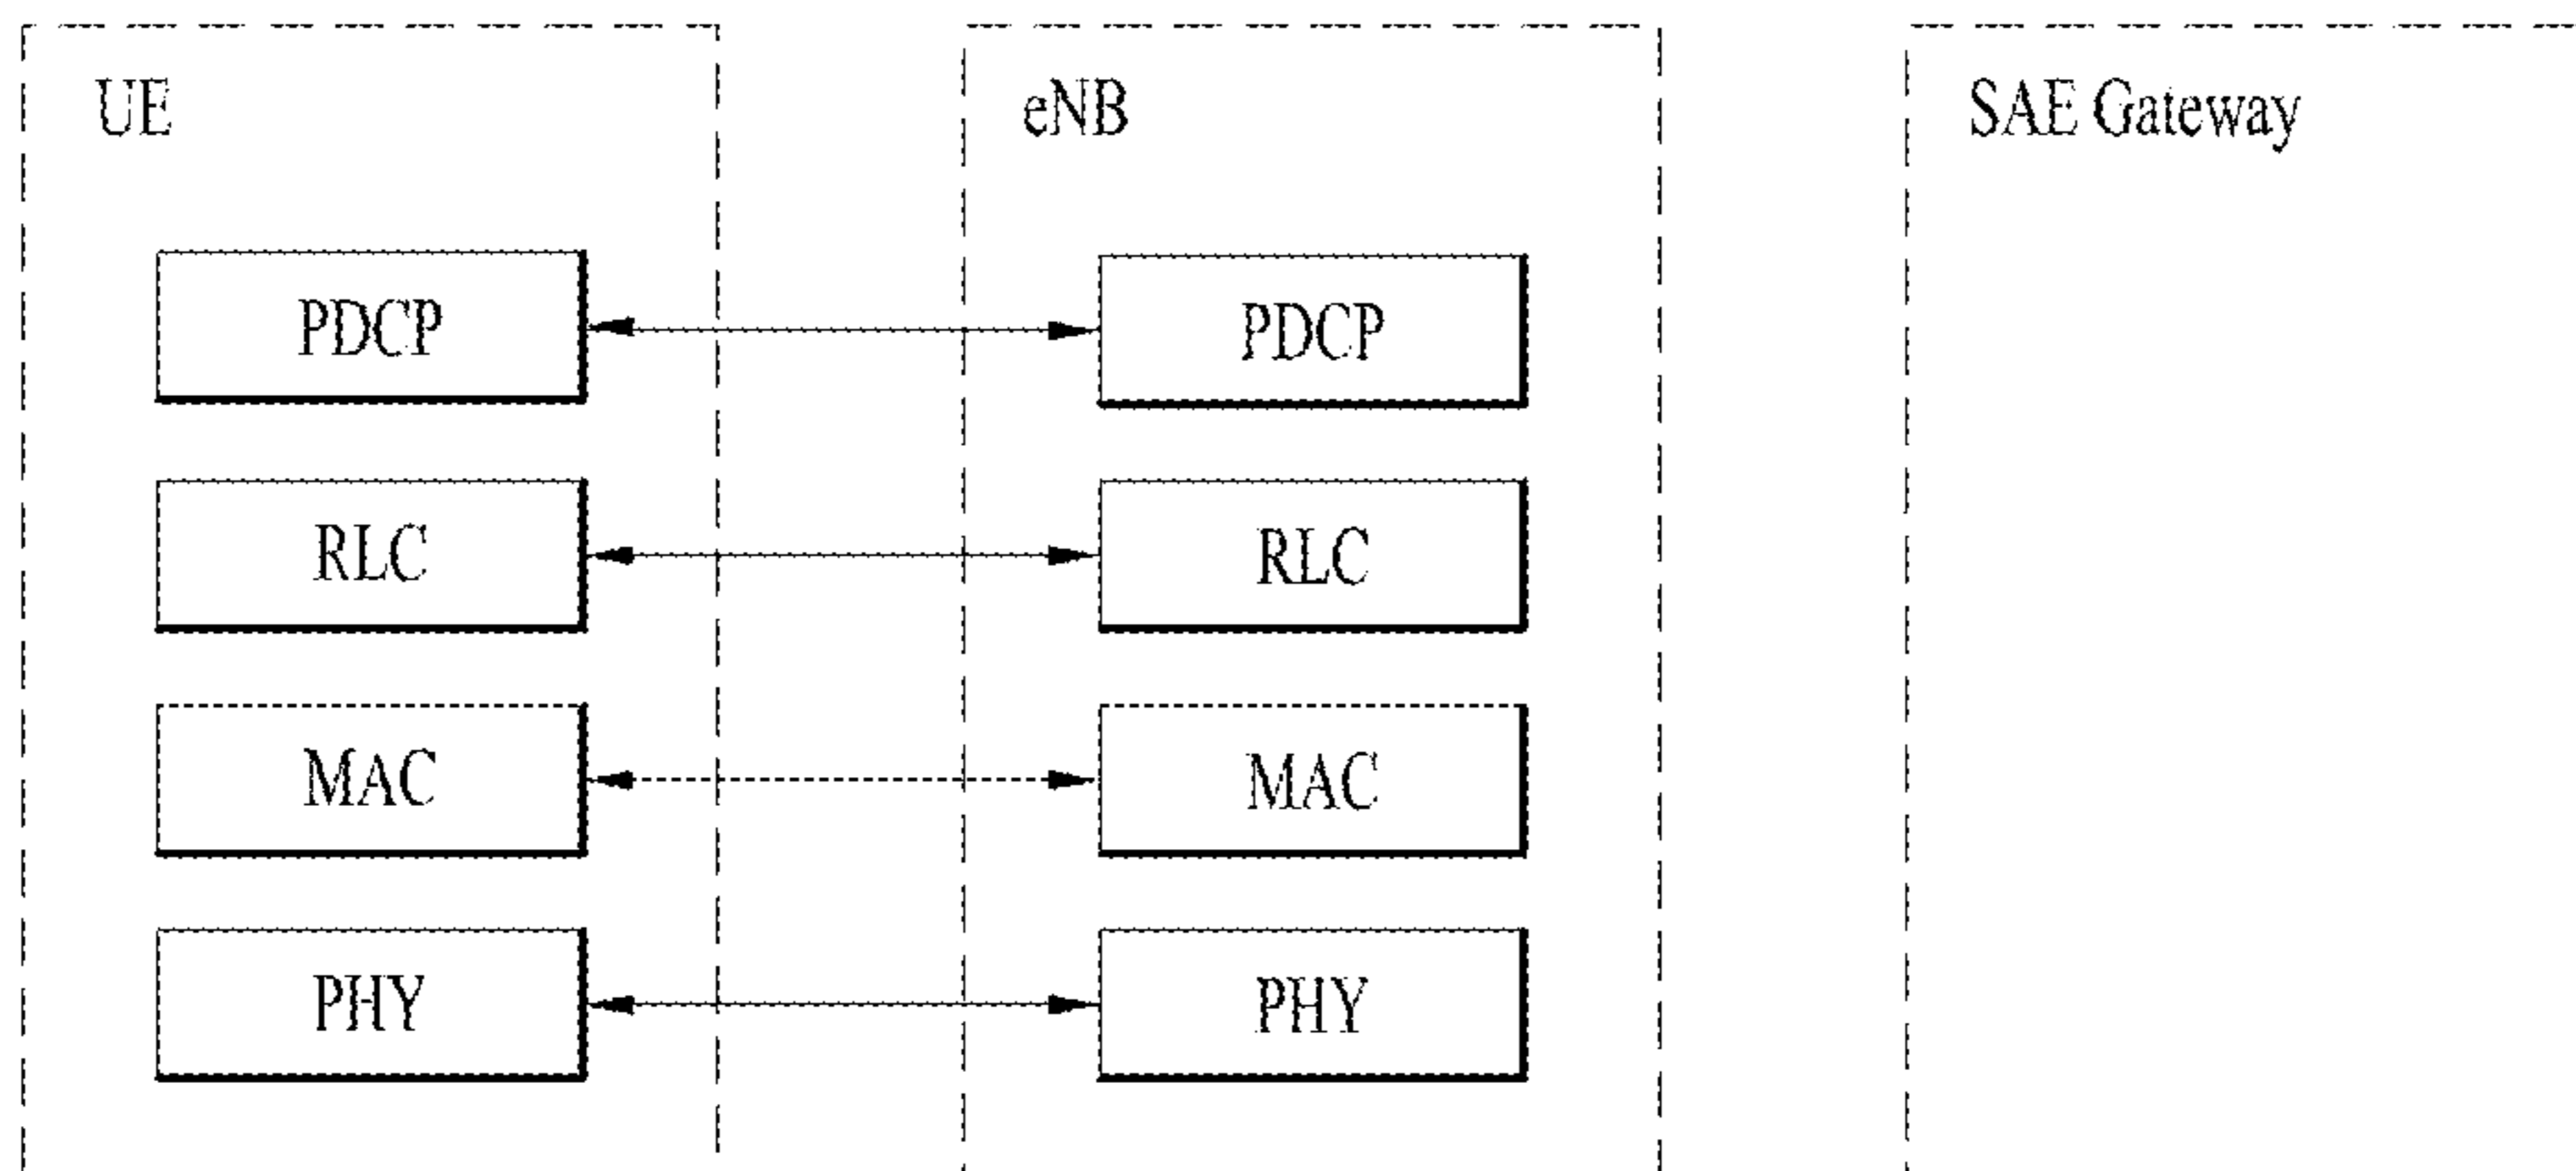 UE
eNB
SAE Gateway
PDCP
PDCP
RLC
RLC
MAC
MAC
PHY
PHY